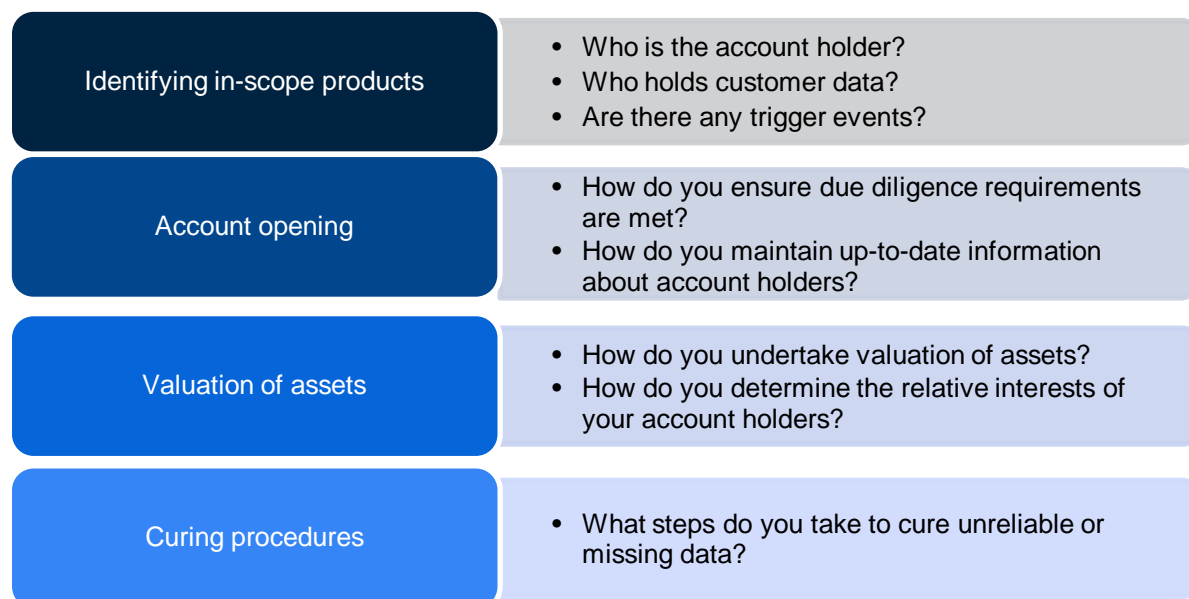 Identifying in-scope products
• Who is the account holder?
• Who holds customer data?
• Are there any trigger events?
Account opening
• How do you ensure due diligence requirements
are met?
• How do you maintain up-to-date information
about account holders?
Valuation of assets
• How do you undertake valuation of assets?
• How do you determine the relative interests of
your account holders?
Curing procedures
• What steps do you take to cure unreliable or
missing data?